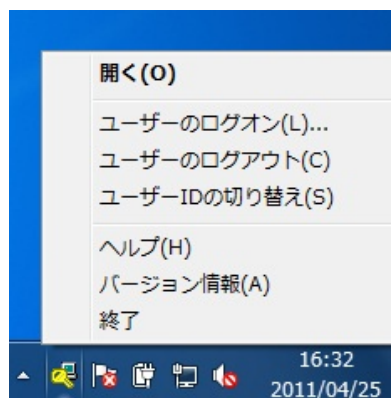 開く(O)
ユーザーのログオン(L)...
ユーザーのログアウト(C)
ユーザーIDの切り替え(S)
ヘルプ(H)
バージョン情報(A)
終了
16:32
2011/04/25